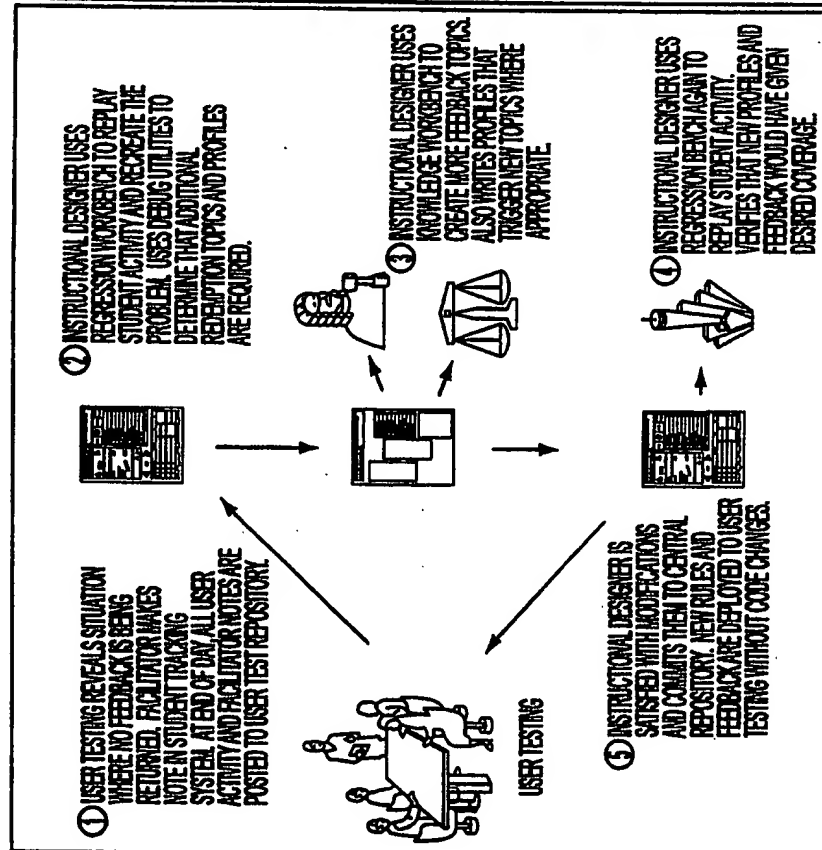 ① USER TESTING REVEALS SITUATION
WHERE NO FEEDBACK IS BEING
RETURNED. FACILITATOR MAKES
NOTE IN STUDENT TRACKING
SYSTEM. AT END OF DAY, ALL USER
ACTIVITY AND FACILITATOR NOTES ARE
POSTED TO USER TEST REPOSITORY.
② INSTRUCTIONAL DESIGNER USES
REGRESSION WORKBENCH TO REPLAY
STUDENT ACTIVITY AND RECREATE THE
PROBLEM. USES DEBUG UTILITIES TO
DETERMINE THAT ADDITIONAL
REDEMPTION TOPICS AND PROFILES
ARE REQUIRED.
③ INSTRUCTIONAL DESIGNER USES
KNOWLEDGE WORKBENCH TO
CREATE MORE FEEDBACK TOPICS.
ALSO WRITES PROFILES THAT
TRIGGER NEW TOPICS WHERE
APPROPRIATE.
④ INSTRUCTIONAL DESIGNER USES
REGRESSION BENCH AGAIN TO
REPLAY STUDENT ACTIVITY.
VERIFIES THAT NEW PROFILES AND
FEEDBACK WOULD HAVE GIVEN
DESIRED COVERAGE.
USER TESTING
⑤ INSTRUCTIONAL DESIGNER IS
SATISFIED WITH MODIFICATIONS
AND COMMITS THEM TO CENTRAL
REPOSITORY. NEW RULES AND
FEEDBACK ARE DEPLOYED TO USER
TESTING WITHOUT CODE CHANGES.